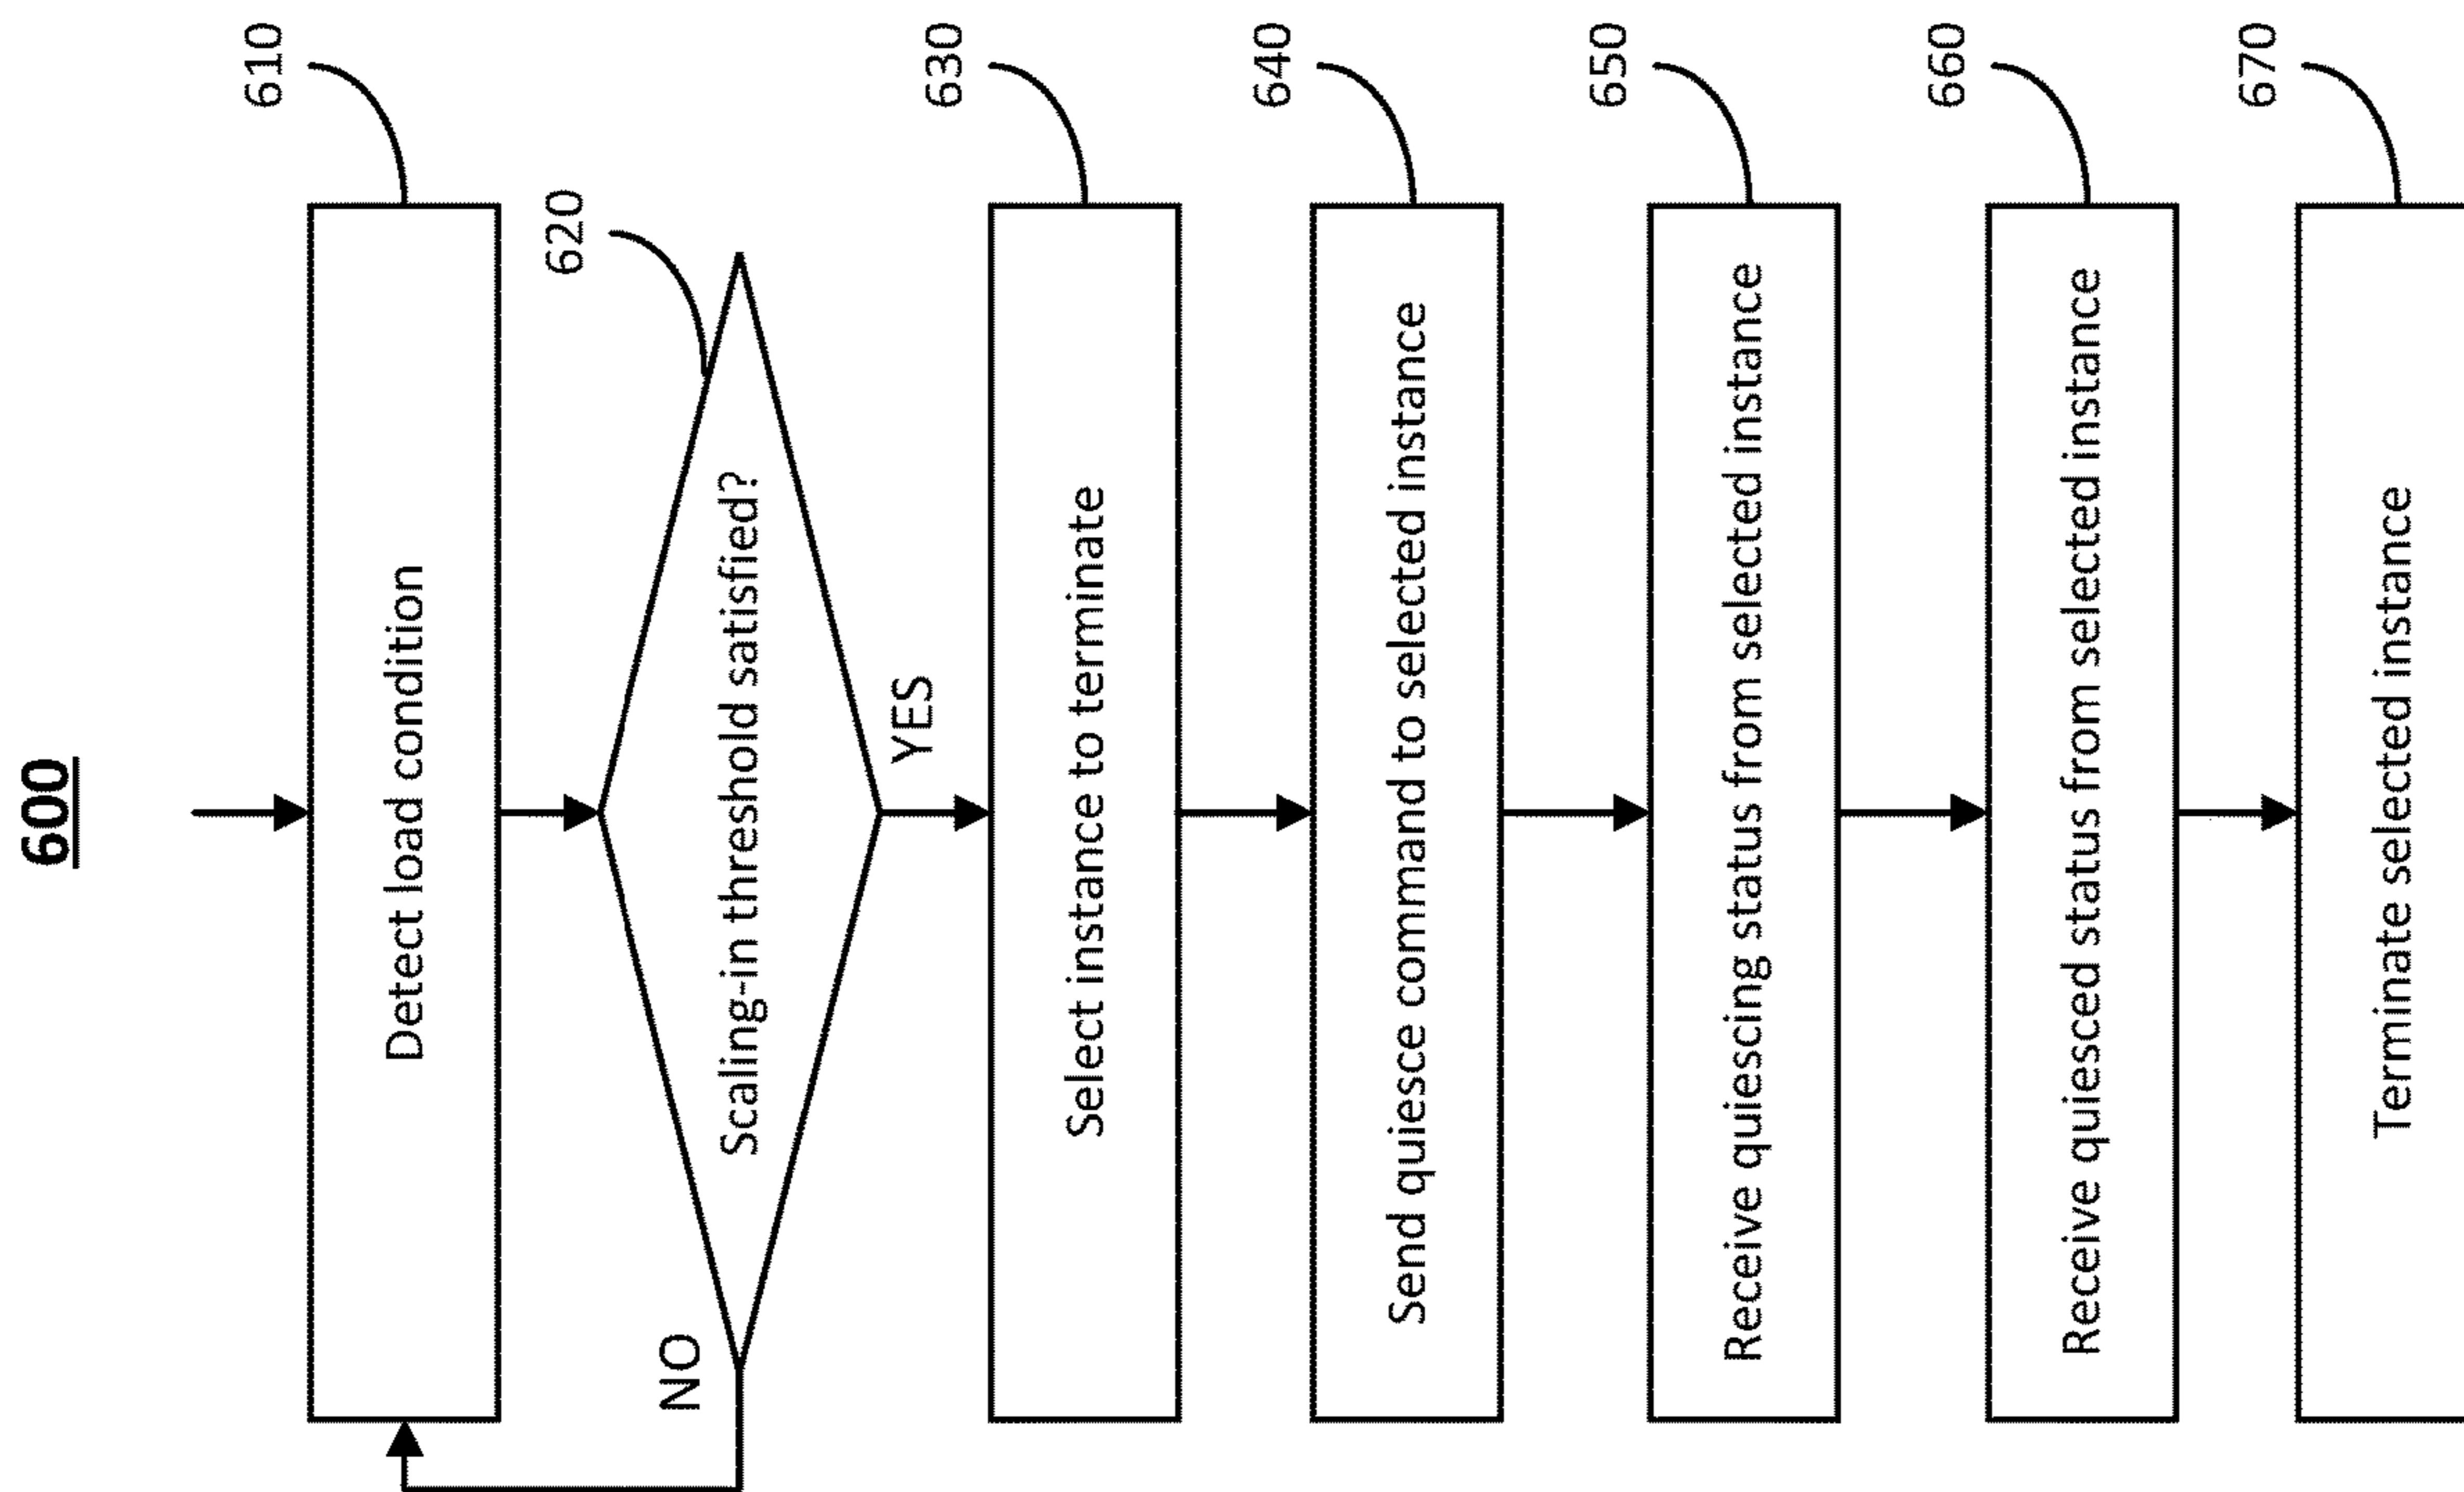 600
610
Detect load condition
620
Scaling-in threshold satisfied?
NO
YES
630
Select instance to terminate
640
Send quiesce command to selected instance
650
Receive quiescing status from selected instance
660
Receive quiesced status from selected instance
670
Terminate selected instance